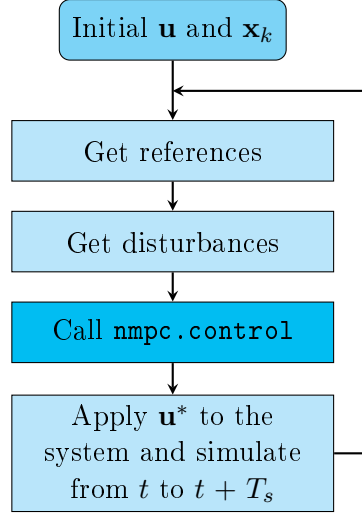 Initial u and xₖ
Get references
Get disturbances
Call nmpc.control
Apply u* to the
system and simulate
from t to t + Tₛ